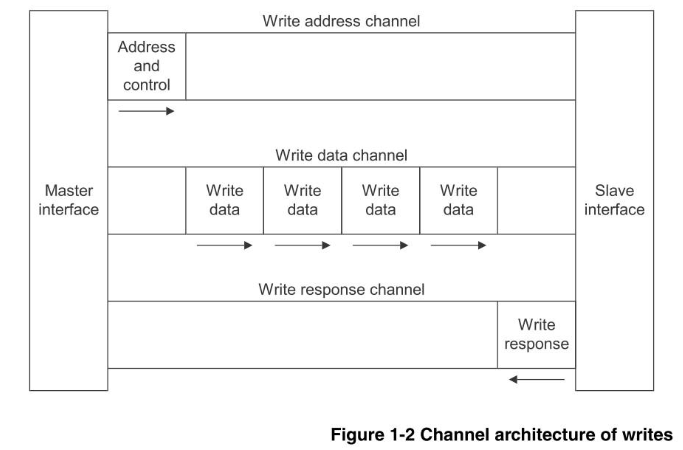 Write address channel
Address
and
control
Write data channel
Master
interface
Write
data
Write
data
Write
data
Write
data
Slave
interface
Write response channel
Write
response
Figure 1-2 Channel architecture of writes